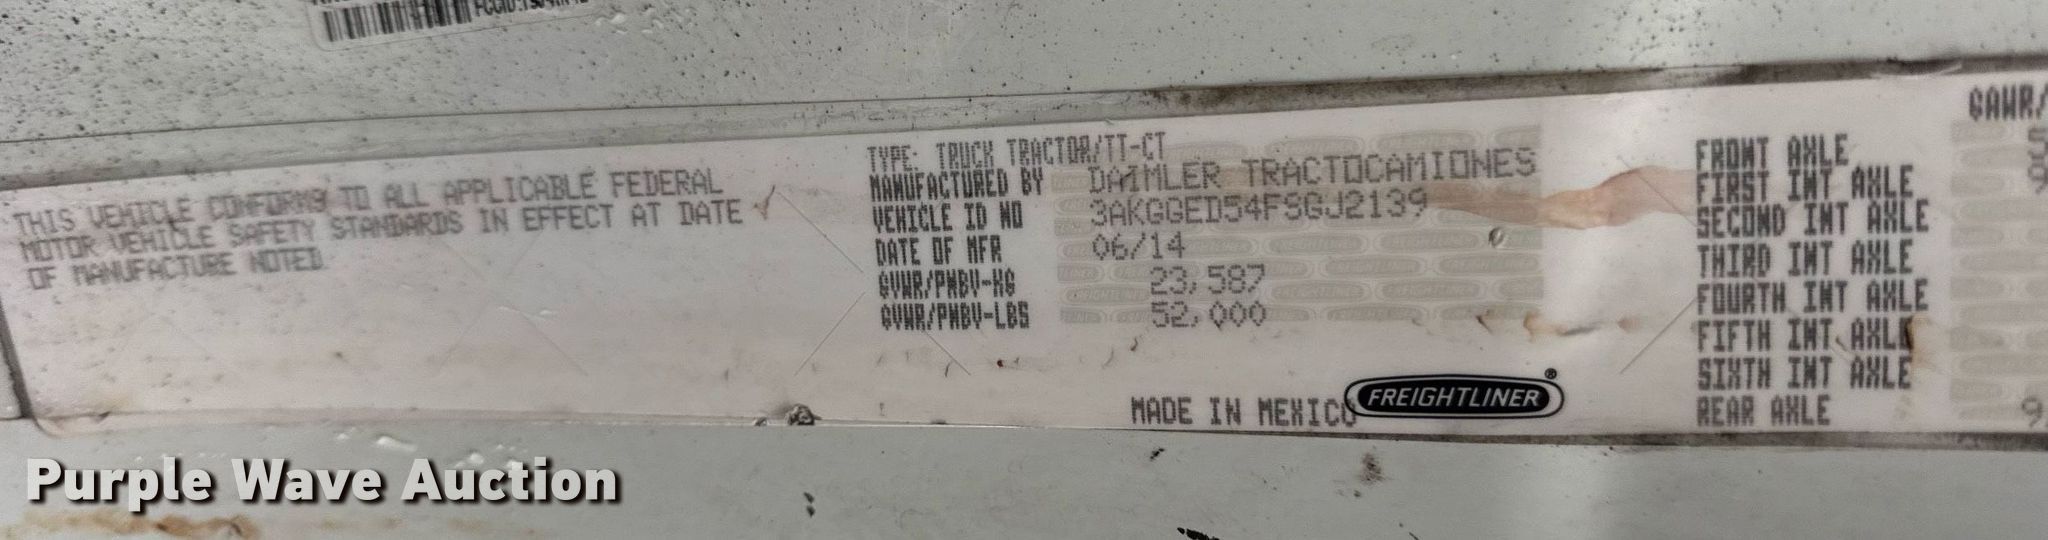 THIS VEHICLE CONFORMS TO ALL APPLICABLE FEDERAL
MOTOR VEHICLE SAFETY STANDARDS IN EFFECT AT DATE
OF MANUFACTURE NOTED
TYPE: TRUCK TRACTOR/TT-CT
MANUFACTURED BY DAIMLER TRACTOCAMIONES
VEHICLE ID NO 3AKGGED54FSGJ2139
DATE OF MFR 06/14
GVWR/PNBV-KG 23,587
GVWR/PNBV-LBS 52,000
MADE IN MEXICO
FREIGHTLINER®
GAWR/
FRONT AXLE 5
FIRST INT AXLE 9
SECOND INT AXLE
THIRD INT AXLE
FOURTH INT AXLE
FIFTH INT AXLE
SIXTH INT AXLE
REAR AXLE 9
Purple Wave Auction